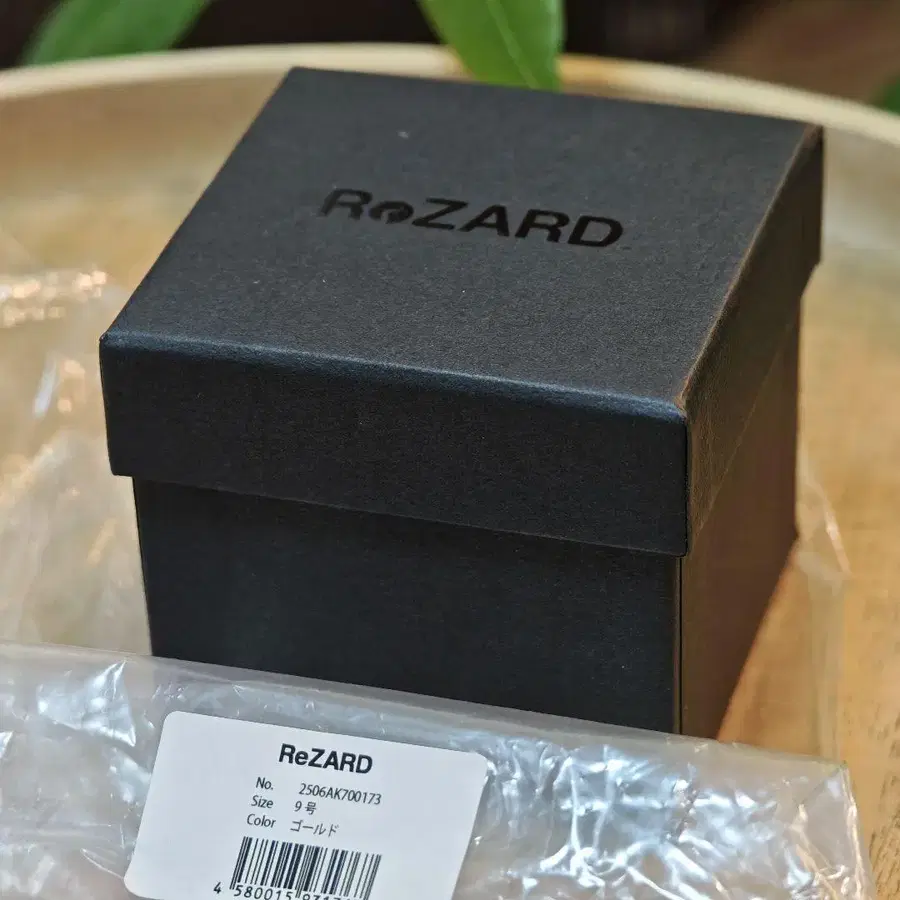 ReZARD
ReZARD
No. 2506AK700173
Size 9号
Color ゴールド